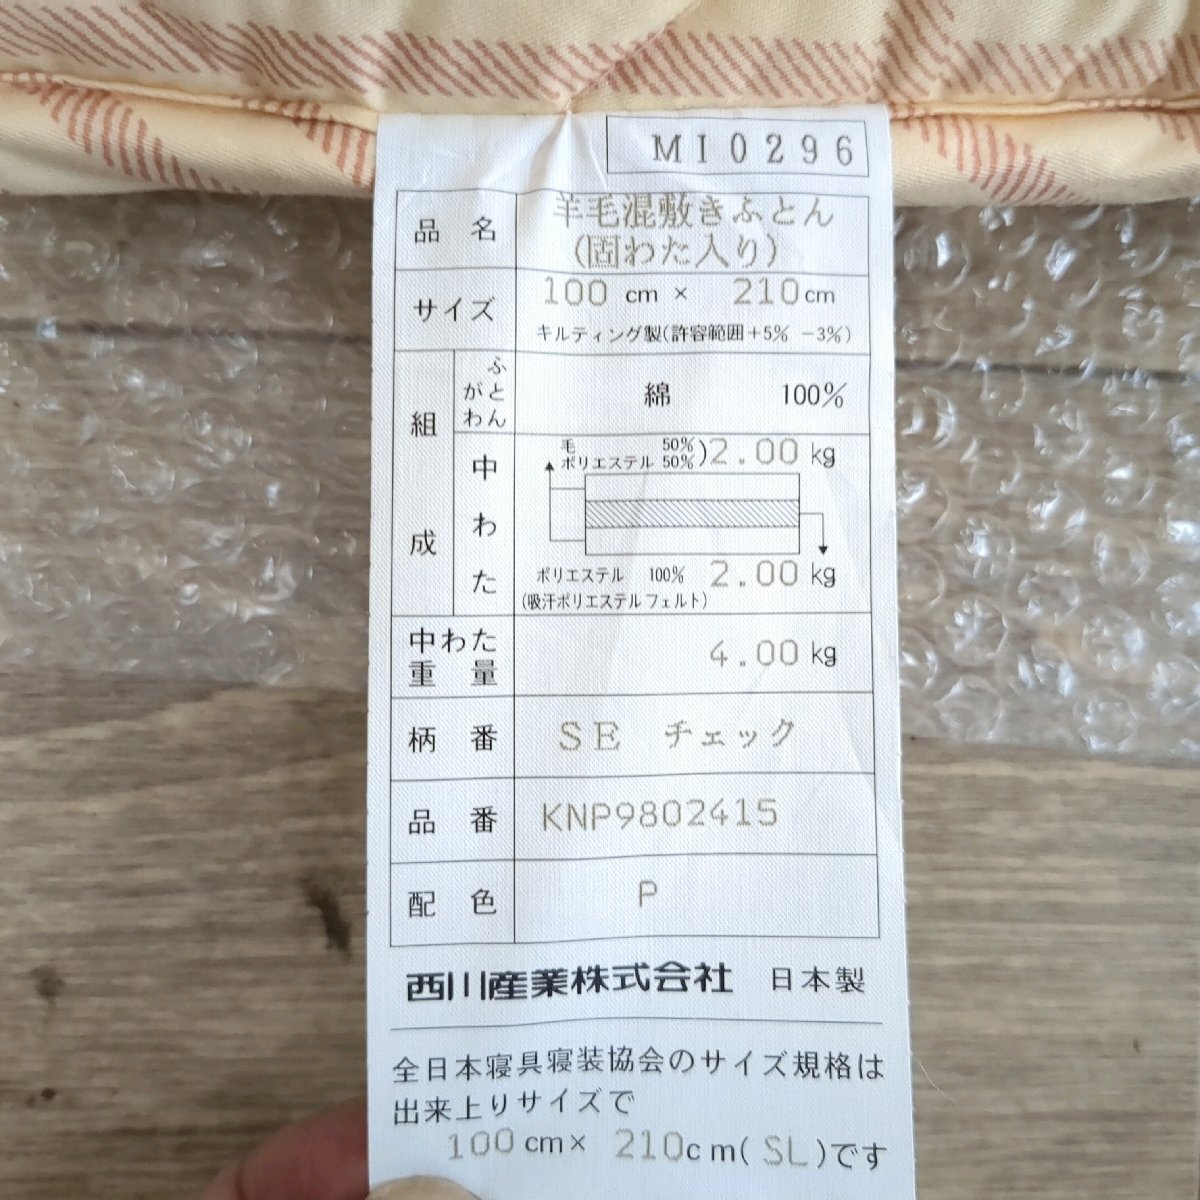 MI0296
品名 羊毛混敷きふとん
(固わた入り)
サイズ 100 cm × 210cm
キルティング製(許容範囲+5% −3%)
組成 ふとんがわ 綿 100%
中わた 毛 50%
ポリエステル 50% )2.00 kg
ポリエステル 100% 2.00 kg
(吸汗ポリエステルフェルト)
中わた重量 4.00 kg
柄番 SE チェック
品番 KNP9802415
配色 P
西川産業株式会社 日本製
全日本寝具寝装協会のサイズ規格は
出来上りサイズで
100 cm× 210cm( SL )です